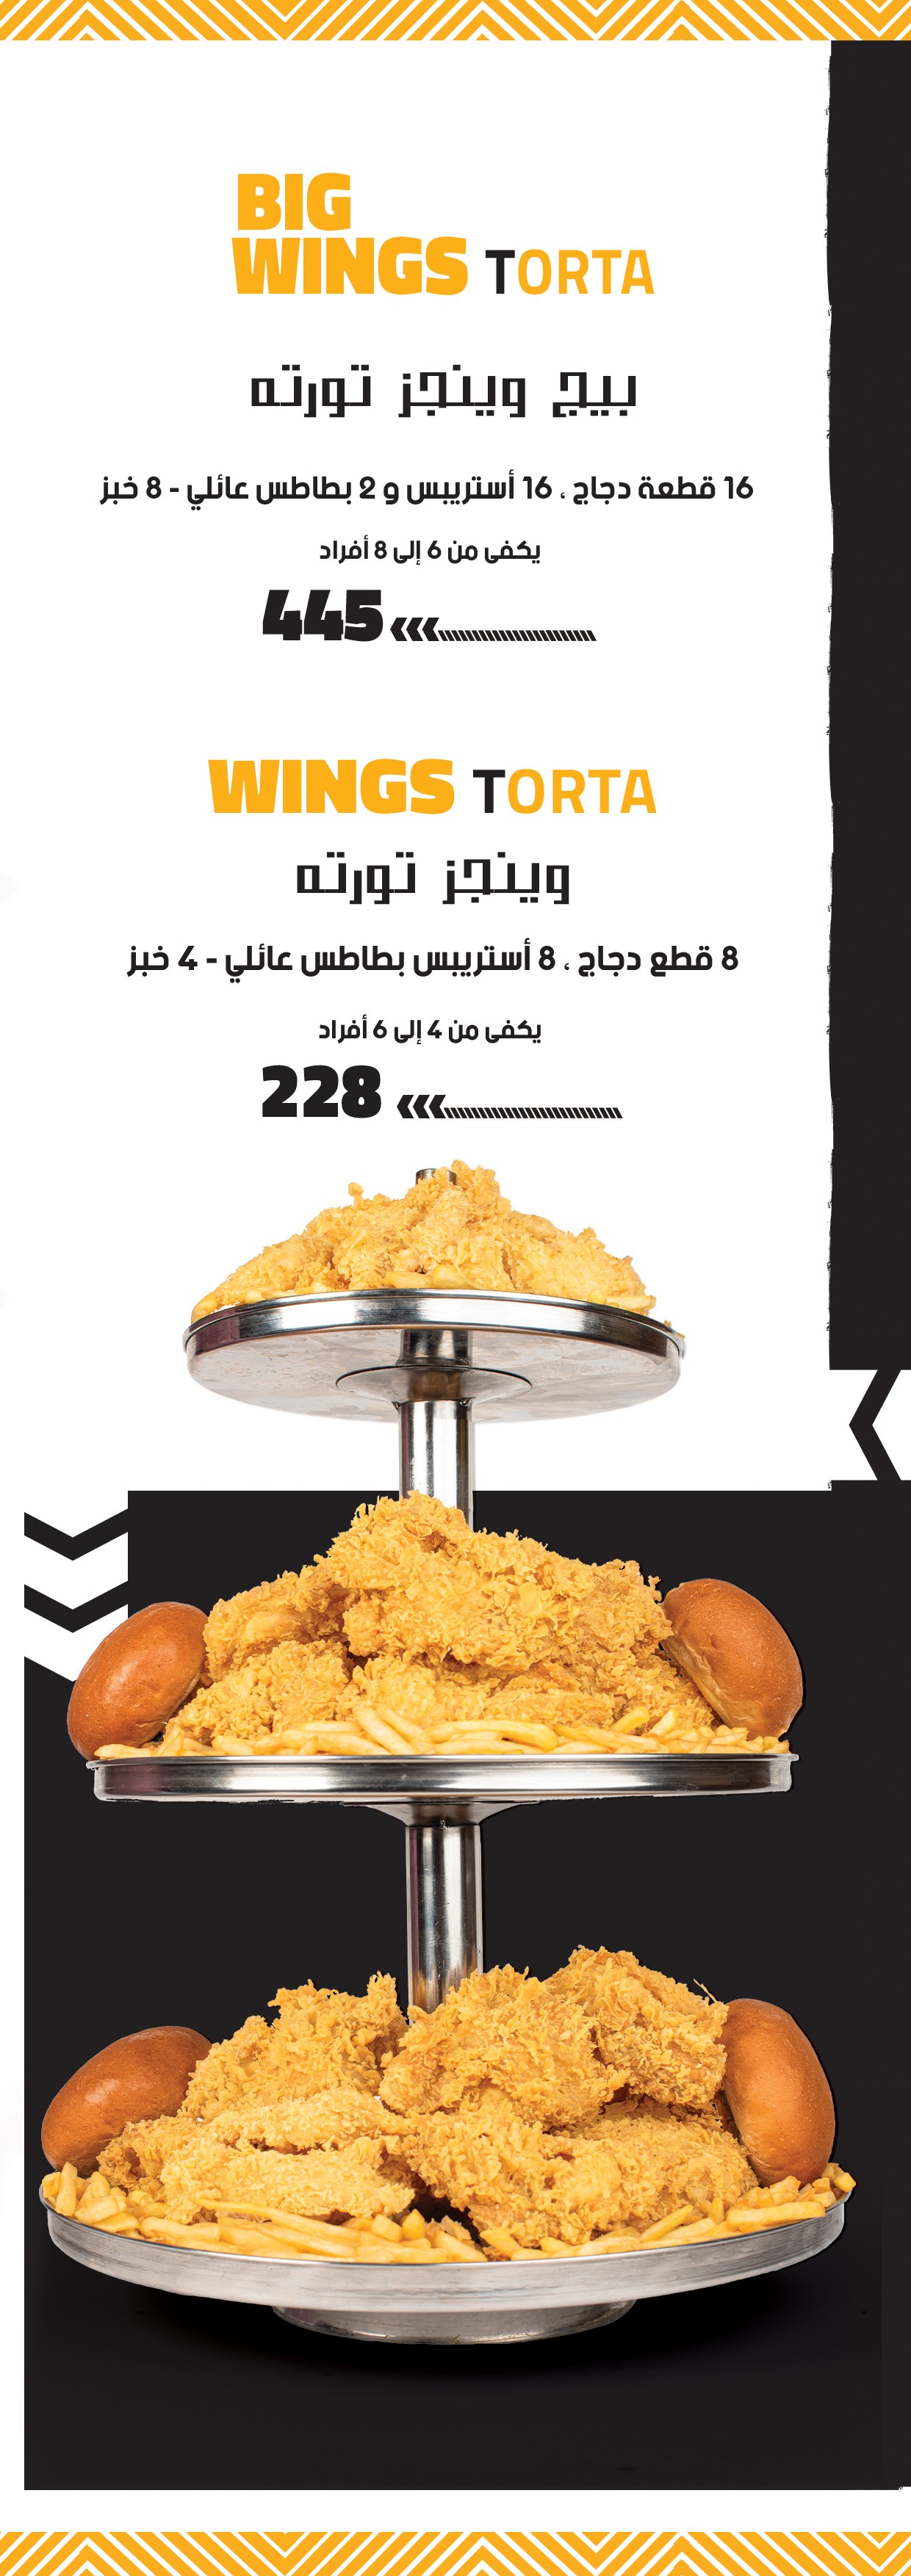 BIG
WINGS TORTA
بيج وينجز تورته
16 قطعة دجاج ، 16 أستريبس و 2 بطاطس عائلي - 8 خبز
يكفى من 6 إلى 8 أفراد
445
WINGS TORTA
وينجز تورته
8 قطع دجاج ، 8 أستريبس بطاطس عائلي - 4 خبز
يكفى من 4 إلى 6 أفراد
228